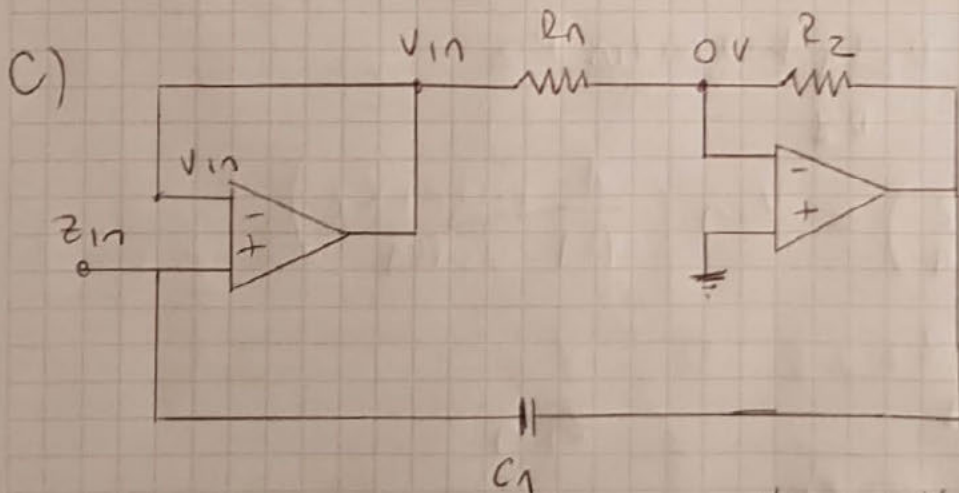 C)
Vin R1 0V R2
Vin
-
+
-
+
Zin
C1